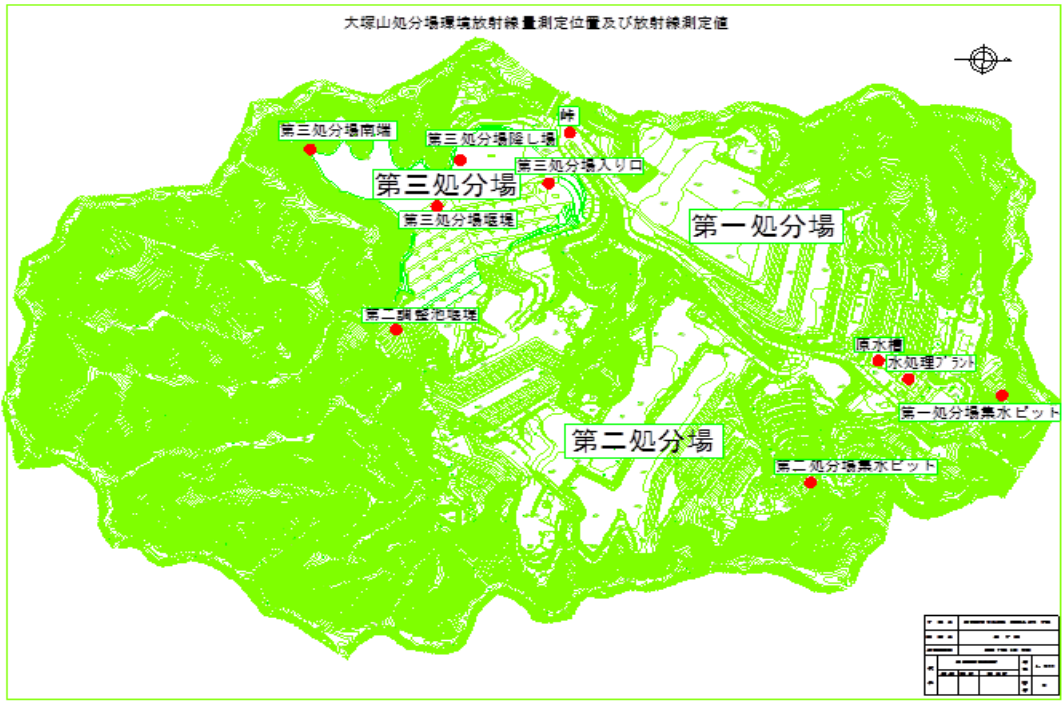 大塚山処分場環境放射線量測定位置及び放射線測定値
峠
第三処分場南端
第三処分場降し場
第三処分場入り口
第三処分場
第三処分場堰堤
第一処分場
第二調整池堰堤
原水槽
水処理プラント
第一処分場集水ピット
第二処分場
第二処分場集水ピット